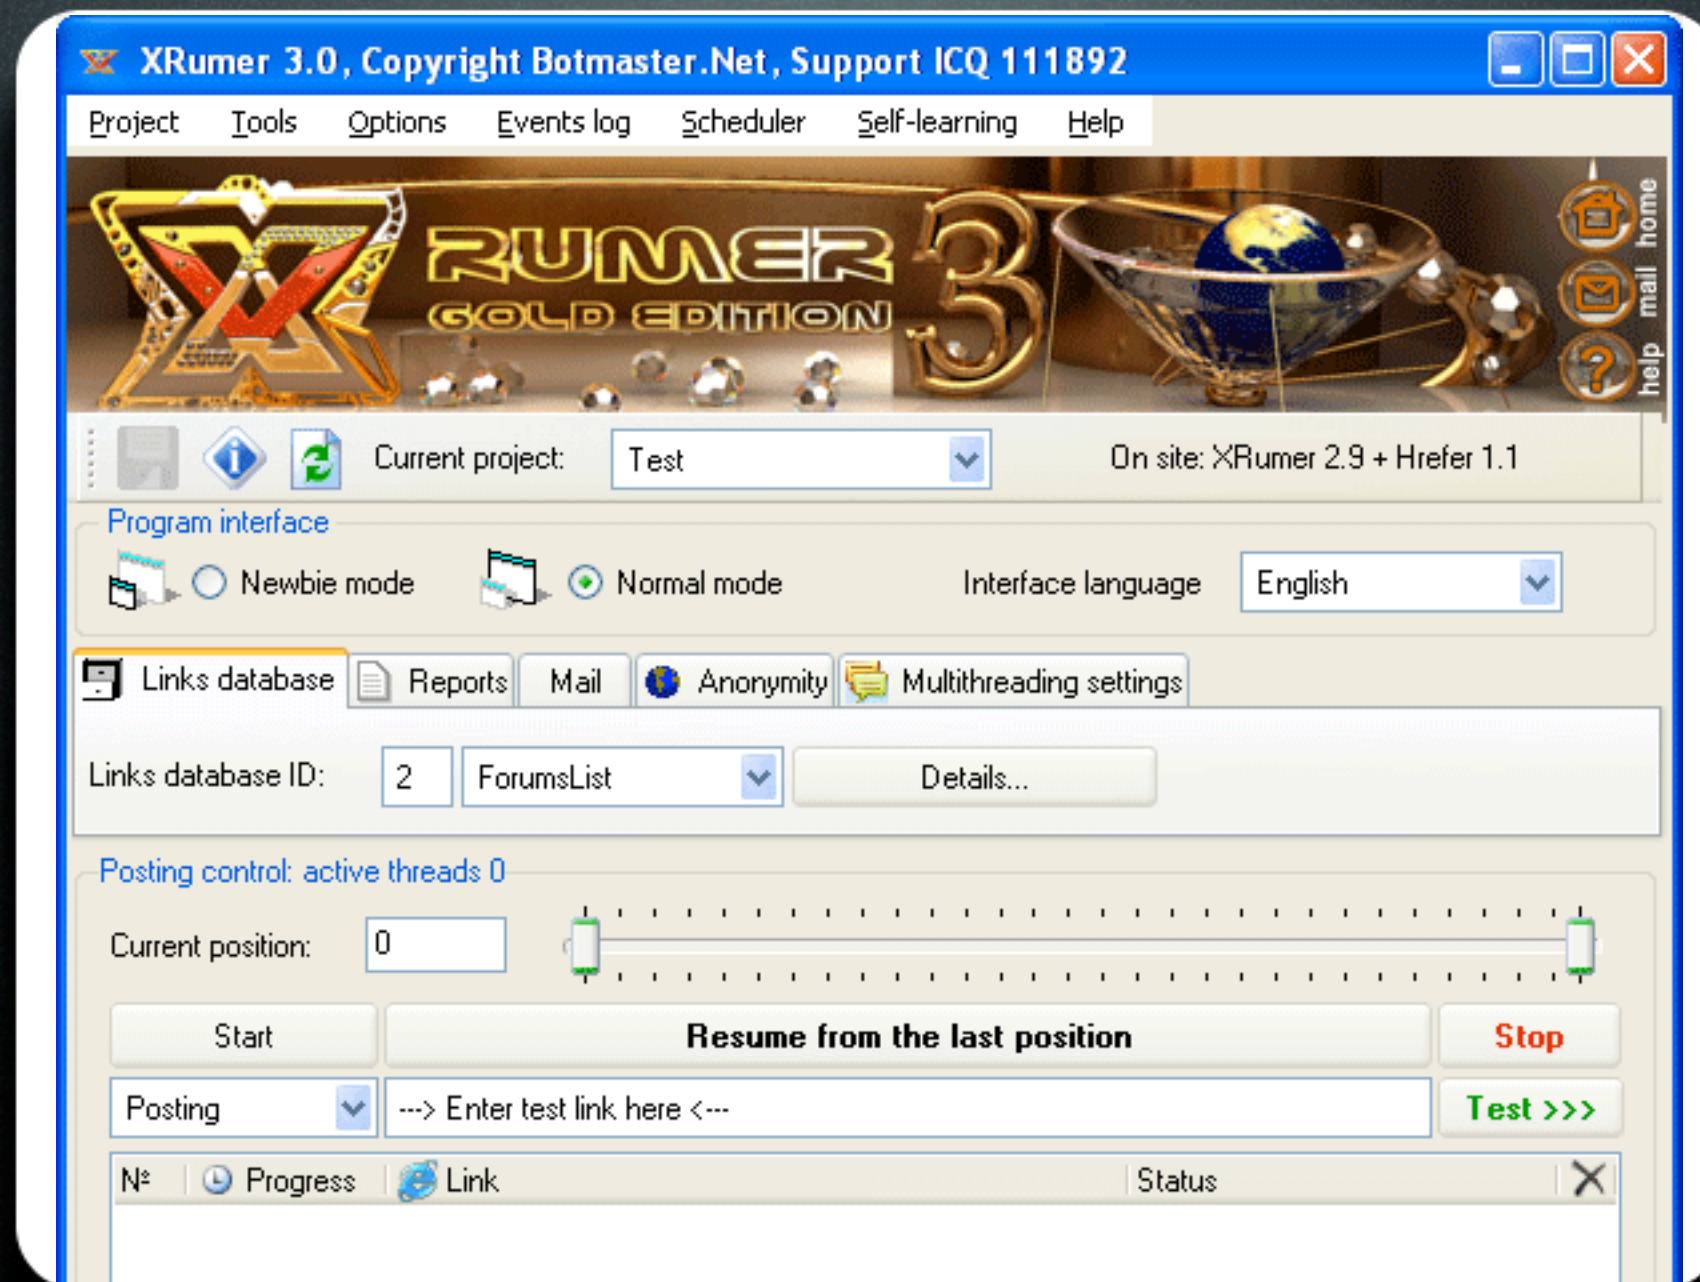 XRumer 3.0, Copyright Botmaster.Net, Support ICQ 111892
Project Tools Options Events log Scheduler Self-learning Help
RUMER 3
GOLD EDITION
home
mail
help
Current project: Test On site: XRumer 2.9 + Hrefer 1.1
Program interface
Newbie mode Normal mode Interface language English
Links database Reports Mail Anonymity Multithreading settings
Links database ID: 2 ForumsList Details...
Posting control: active threads 0
Current position: 0
Start Resume from the last position Stop
Posting ---> Enter test link here <--- Test >>>
Nº Progress Link Status